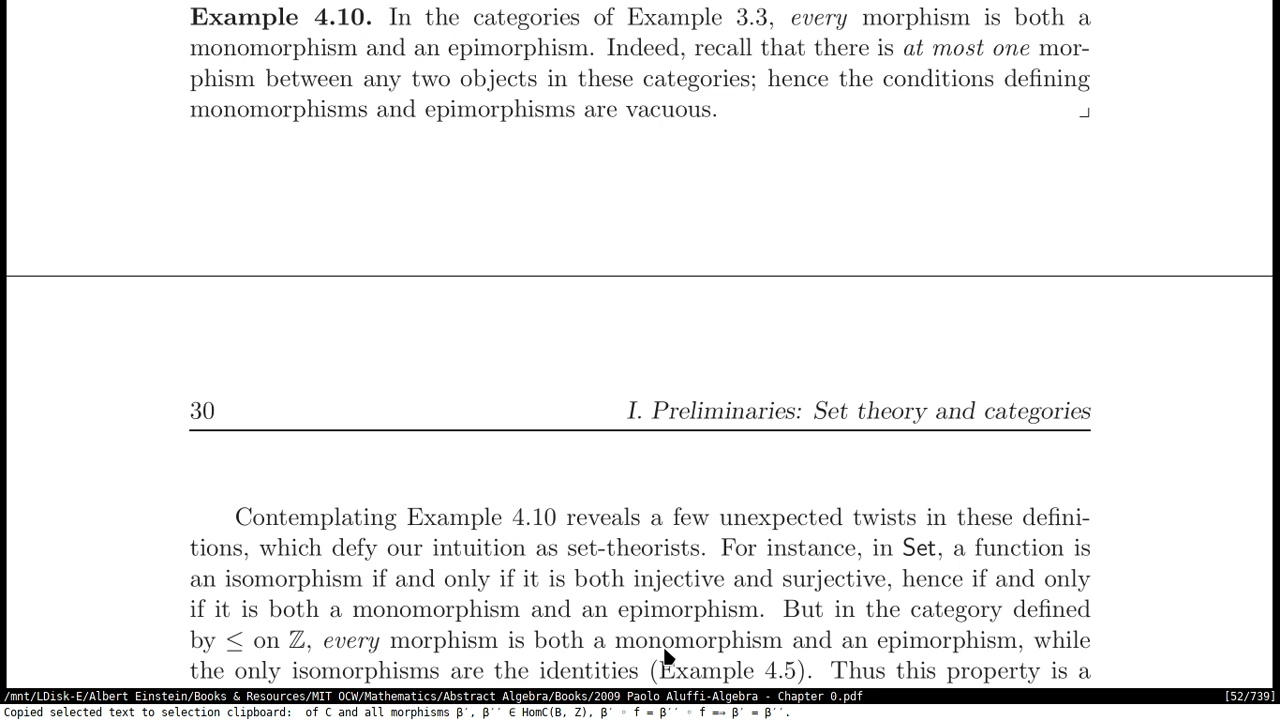 Example 4.10. In the categories of Example 3.3, every morphism is both a
monomorphism and an epimorphism. Indeed, recall that there is at most one mor-
phism between any two objects in these categories; hence the conditions defining
monomorphisms and epimorphisms are vacuous. ⌟
30 I. Preliminaries: Set theory and categories
Contemplating Example 4.10 reveals a few unexpected twists in these defini-
tions, which defy our intuition as set-theorists. For instance, in Set, a function is
an isomorphism if and only if it is both injective and surjective, hence if and only
if it is both a monomorphism and an epimorphism. But in the category defined
by ≤ on ℤ, every morphism is both a monomorphism and an epimorphism, while
the only isomorphisms are the identities (Example 4.5). Thus this property is a
/mnt/LDisk-E/Albert Einstein/Books & Resources/MIT OCW/Mathematics/Abstract Algebra/Books/2009 Paolo Aluffi-Algebra - Chapter 0.pdf [52/739]
Copied selected text to selection clipboard: of C and all morphisms β′, β′′ ∈ HomC(B, Z), β′ ◦ f = β′′ ◦ f =⇒ β′ = β′′.